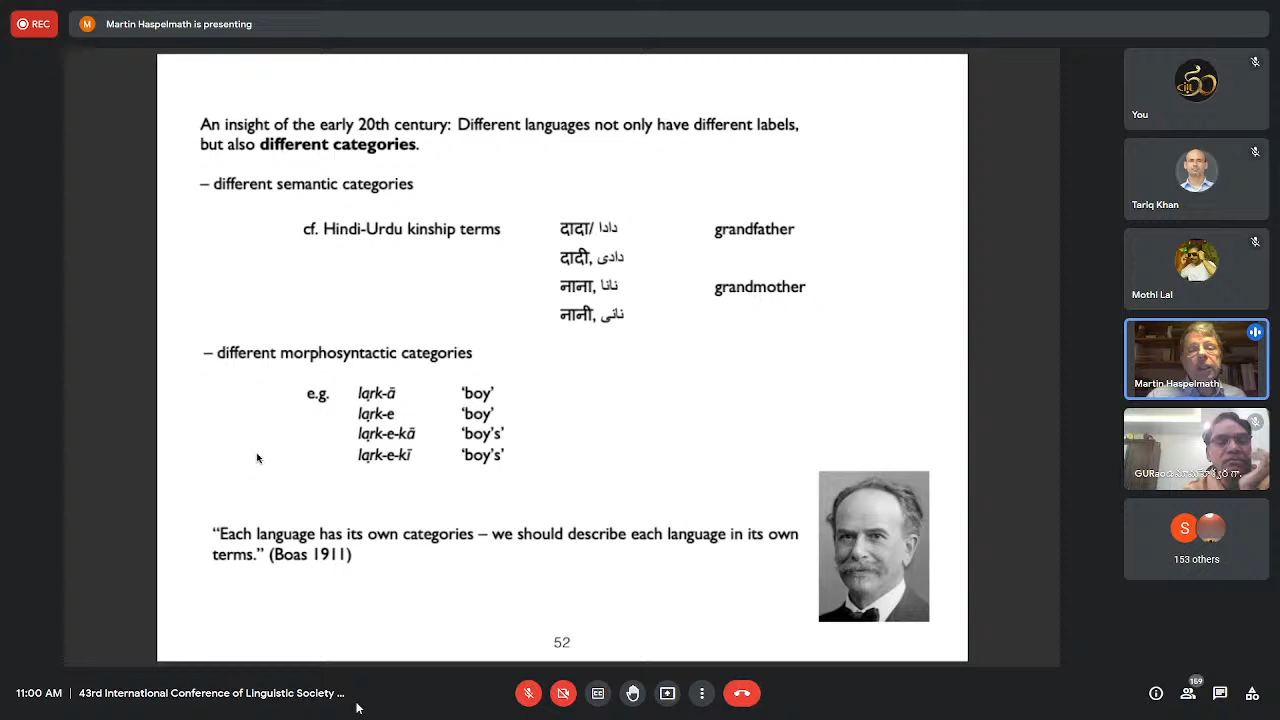 REC
M
Martin Haspelmath is presenting
An insight of the early 20th century: Different languages not only have different labels,
but also different categories.
– different semantic categories
cf. Hindi-Urdu kinship terms
दादा/ دادا
grandfather
दादी, دادی
नाना, نانا
grandmother
नानी, نانی
– different morphosyntactic categories
e.g. laṛk-ā ‘boy’
laṛk-e ‘boy’
laṛk-e-kā ‘boy’s’
laṛk-e-kī ‘boy’s’
“Each language has its own categories – we should describe each language in its own
terms.” (Boas 1911)
52
You
Tariq Khan
Mothi Lal
Martin Haspelmath
S
153 others
11:00 AM | 43rd International Conference of Linguistic Society ...
169